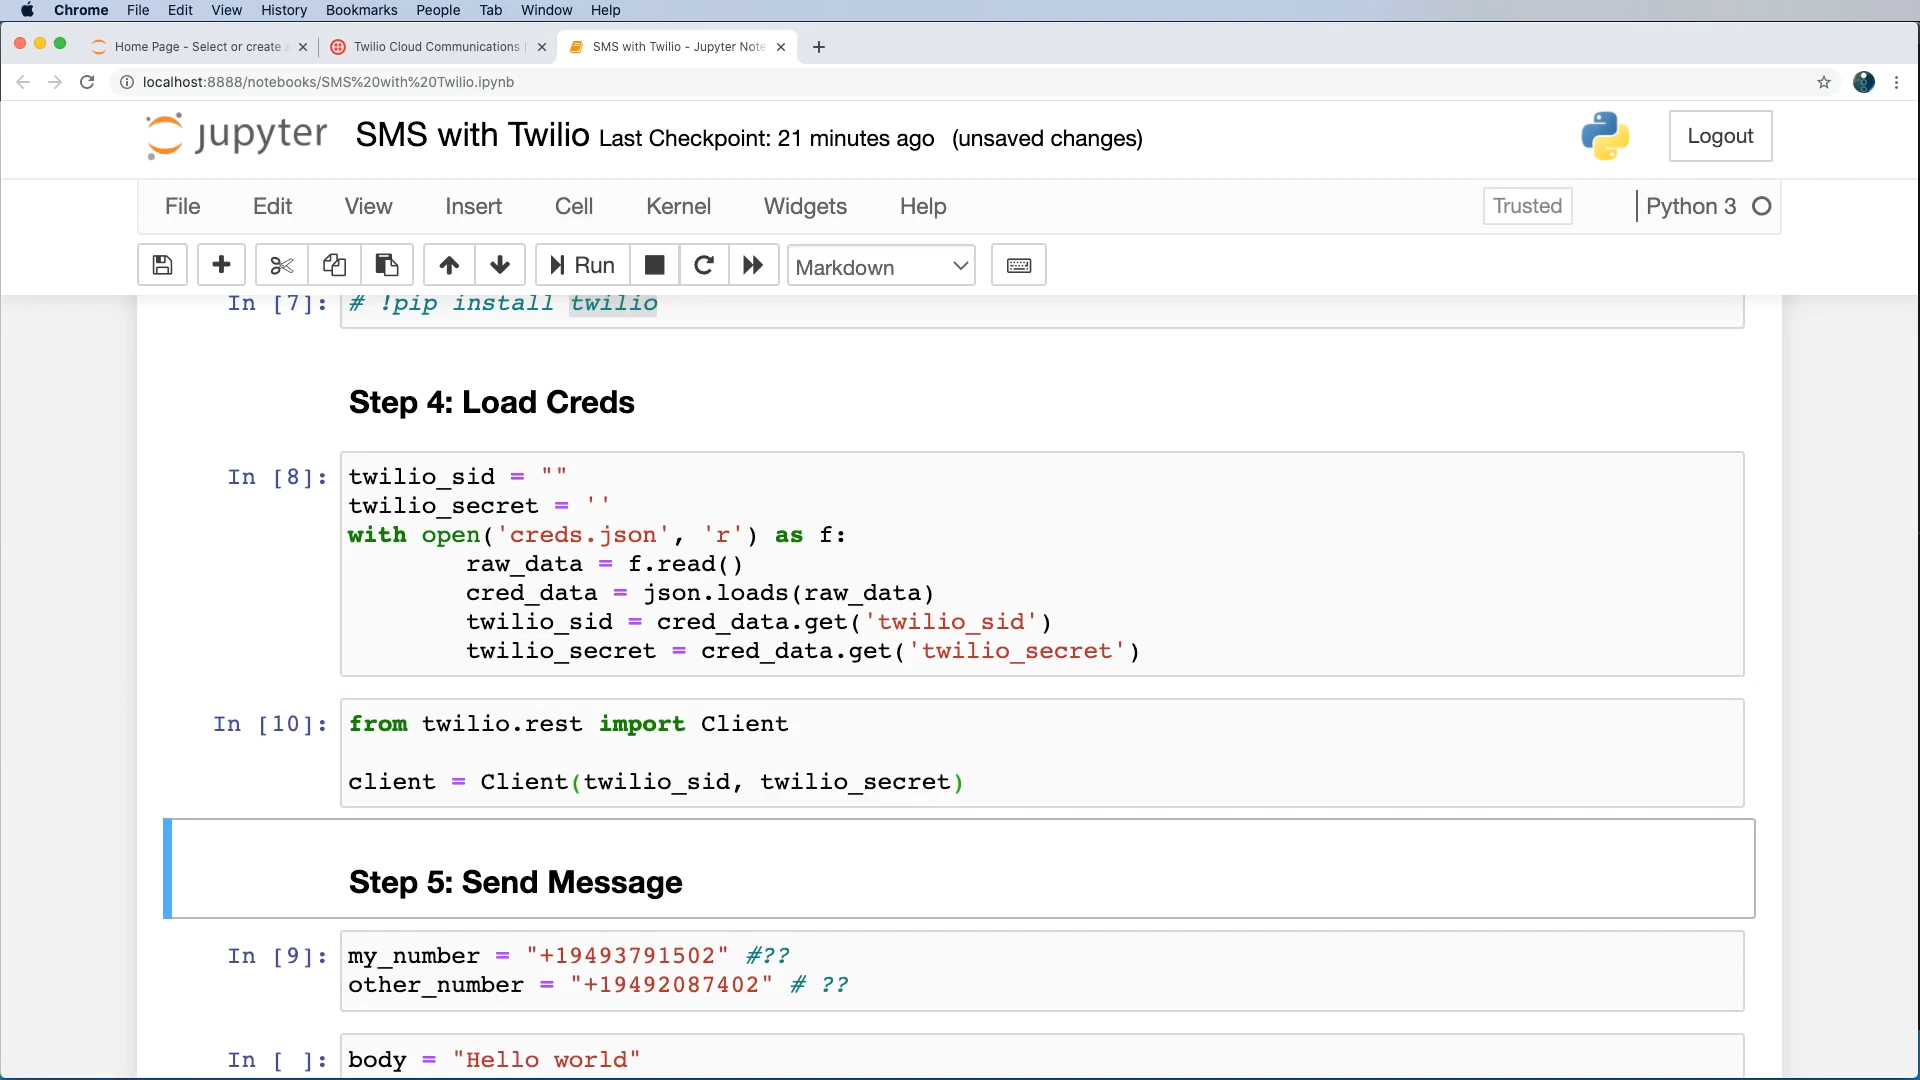 Chrome File Edit View History Bookmarks People Tab Window Help
Home Page - Select or create a
Twilio Cloud Communications
SMS with Twilio - Jupyter Note
localhost:8888/notebooks/SMS%20with%20Twilio.ipynb
jupyter SMS with Twilio Last Checkpoint: 21 minutes ago (unsaved changes)
Logout
File Edit View Insert Cell Kernel Widgets Help Trusted Python 3
Run Markdown
In [7]: # !pip install twilio
Step 4: Load Creds
In [8]: twilio_sid = ""
twilio_secret = ''
with open('creds.json', 'r') as f:
raw_data = f.read()
cred_data = json.loads(raw_data)
twilio_sid = cred_data.get('twilio_sid')
twilio_secret = cred_data.get('twilio_secret')
In [10]: from twilio.rest import Client
client = Client(twilio_sid, twilio_secret)
Step 5: Send Message
In [9]: my_number = "+19493791502" #??
other_number = "+19492087402" # ??
In [ ]: body = "Hello world"